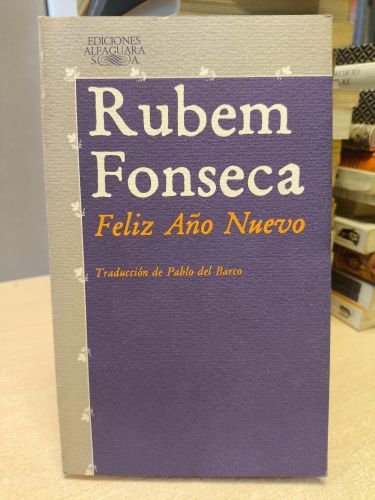 EDICIONES
ALFAGUARA
S.A.
Rubem
Fonseca
Feliz Año Nuevo
Traducción de Pablo del Barco